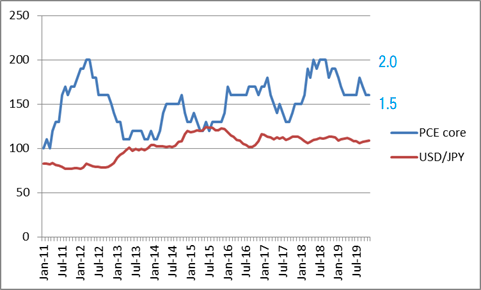 250
200
150
100
50
0
2.0
1.5
PCE core
USD/JPY
Jan-11
Jul-11
Jan-12
Jul-12
Jan-13
Jul-13
Jan-14
Jul-14
Jan-15
Jul-15
Jan-16
Jul-16
Jan-17
Jul-17
Jan-18
Jul-18
Jan-19
Jul-19